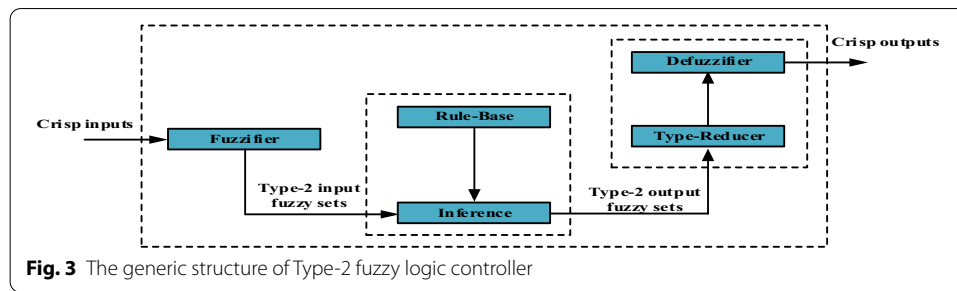 Crisp outputs
Defuzzifier
Crisp inputs
Fuzzifier
Rule-Base
Type-Reducer
Type-2 input
fuzzy sets
Type-2 output
fuzzy sets
Inference
Fig. 3 The generic structure of Type-2 fuzzy logic controller